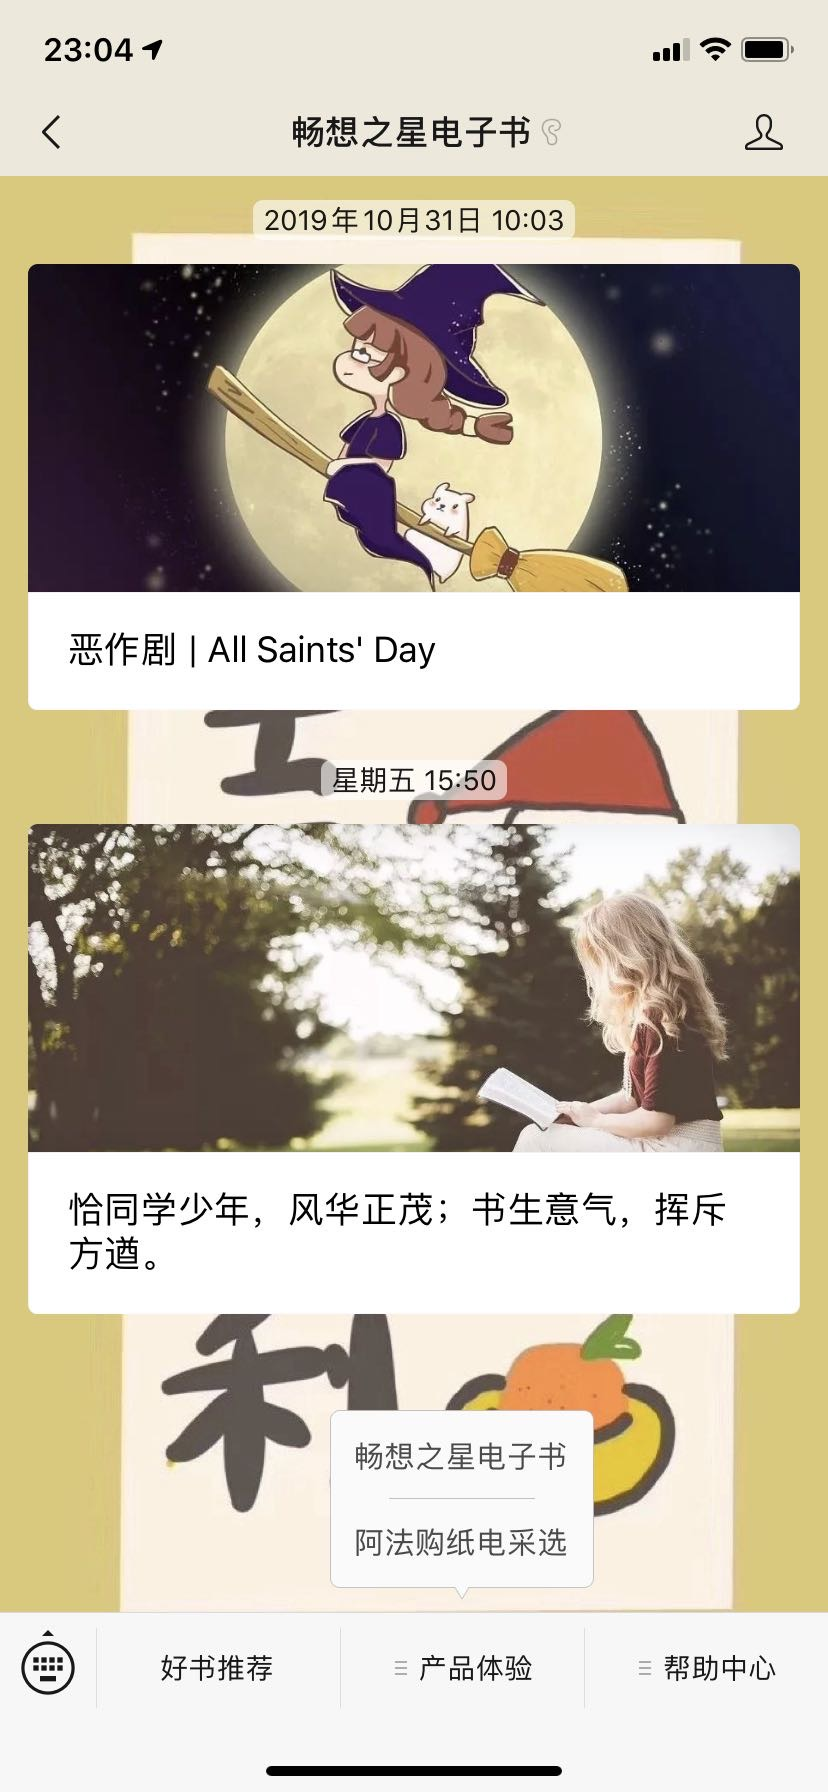 23:04
畅想之星电子书
2019年10月31日 10:03
恶作剧 | All Saints' Day
星期五 15:50
恰同学少年，风华正茂；书生意气，挥斥
方遒。
利
畅想之星电子书
阿法购纸电采选
好书推荐
产品体验
帮助中心